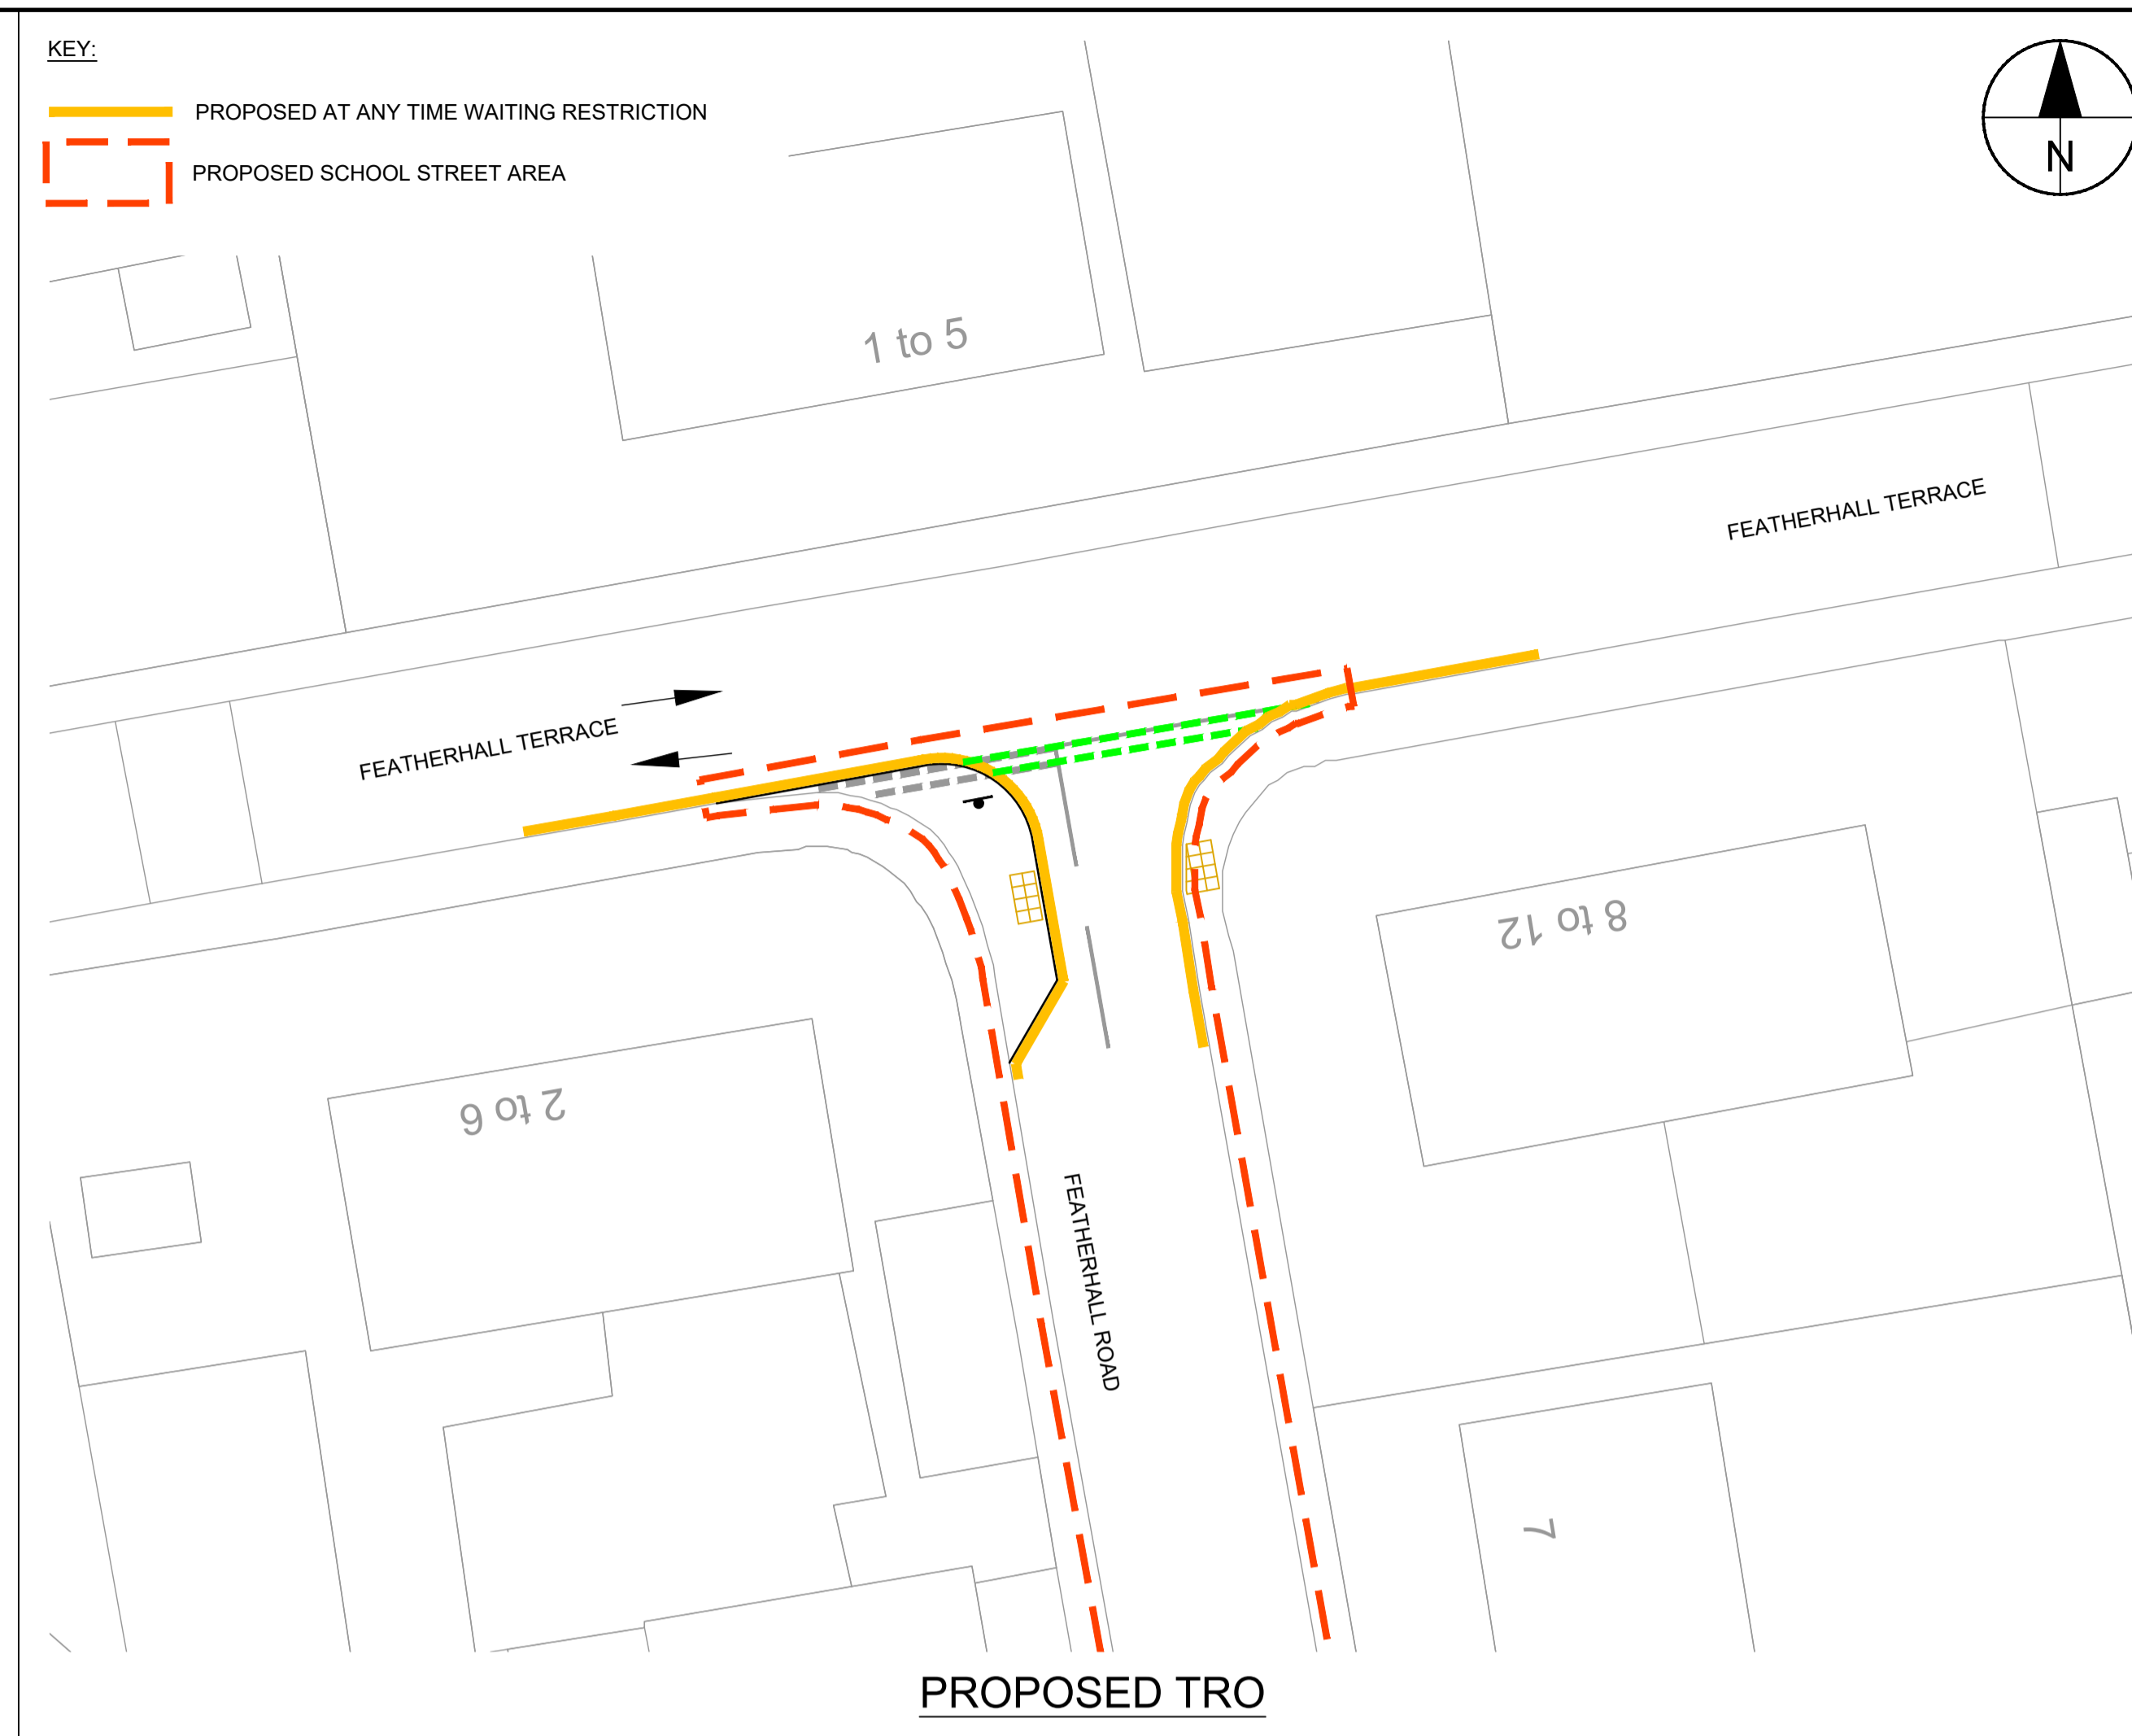 KEY:
PROPOSED AT ANY TIME WAITING RESTRICTION
PROPOSED SCHOOL STREET AREA
N
1 to 5
FEATHERHALL TERRACE
FEATHERHALL TERRACE
8 to 12
2 to 6
FEATHERHALL ROAD
7
PROPOSED TRO